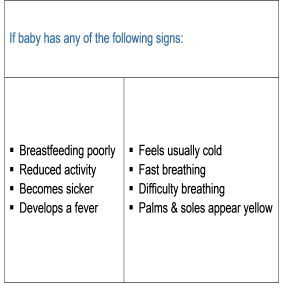 If baby has any of the following signs:
▪ Breastfeeding poorly
▪ Reduced activity
▪ Becomes sicker
▪ Develops a fever
▪ Feels usually cold
▪ Fast breathing
▪ Difficulty breathing
▪ Palms & soles appear yellow